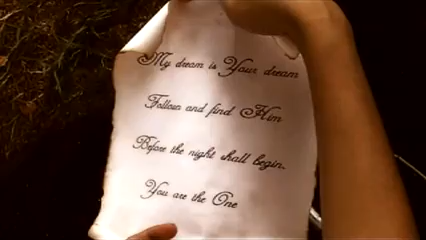 My dream is Your dream
Follow and find Him
Before the night shall begin.
You are the One